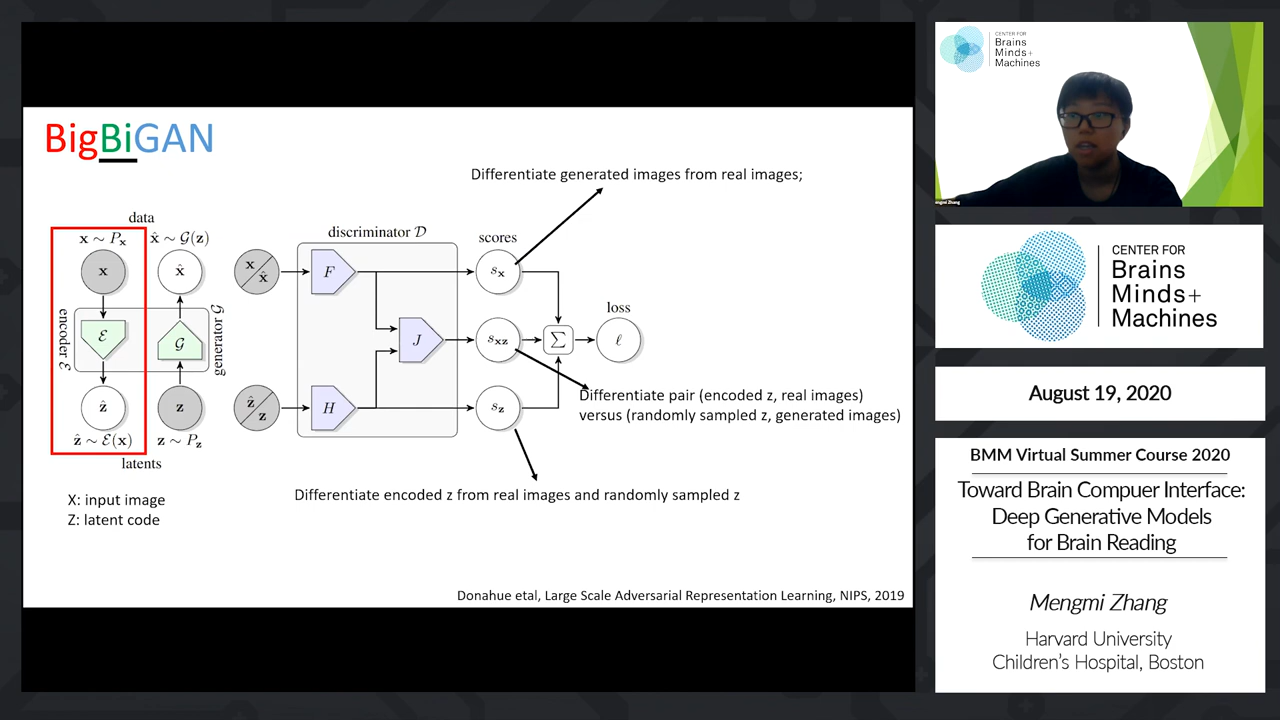 BigBiGAN
Differentiate generated images from real images;
data
x ~ Pₓ
x̂ ~ 𝒢(z)
discriminator 𝒟
scores
x
x̂
x
x̂
F
sₓ
loss
encoder ℰ
ℰ
𝒢
generator 𝒢
J
s_xz
∑
ℓ
Differentiate pair (encoded z, real images)
versus (randomly sampled z, generated images)
ẑ
z
ẑ
z
H
s_z
ẑ ~ ℰ(x)
z ~ P_z
latents
X: input image
Z: latent code
Differentiate encoded z from real images and randomly sampled z
Donahue etal, Large Scale Adversarial Representation Learning, NIPS, 2019
CENTER FOR
Brains
Minds+
Machines
CENTER FOR
Brains
Minds+
Machines
August 19, 2020
BMM Virtual Summer Course 2020
Toward Brain Compuer Interface:
Deep Generative Models
for Brain Reading
Mengmi Zhang
Harvard University
Children's Hospital, Boston